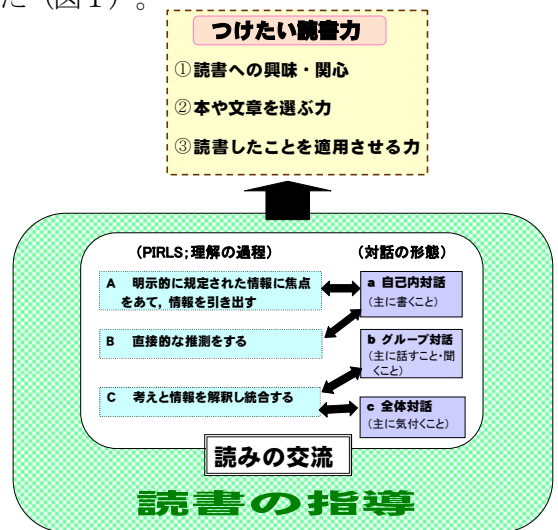 た（図１）。
つけたい読書力
①読書への興味・関心
②本や文章を選ぶ力
③読書したことを適用させる力
(PIRLS;理解の過程)
(対話の形態)
A 明示的に規定された情報に焦点
をあて，情報を引き出す
B 直接的な推測をする
C 考えと情報を解釈し統合する
a 自己内対話
(主に書くこと)
b グループ対話
(主に話すこと・聞
くこと)
c 全体対話
(主に気付くこと)
読みの交流
読書の指導